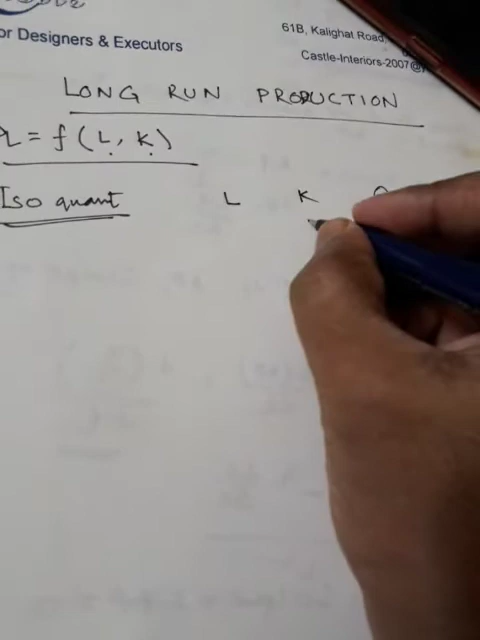 or Designers & Executors
61B, Kalighat Road,
Castle-Interiors-2007@
LONG RUN PRODUCTION
= f (L, K)
Iso quant L K